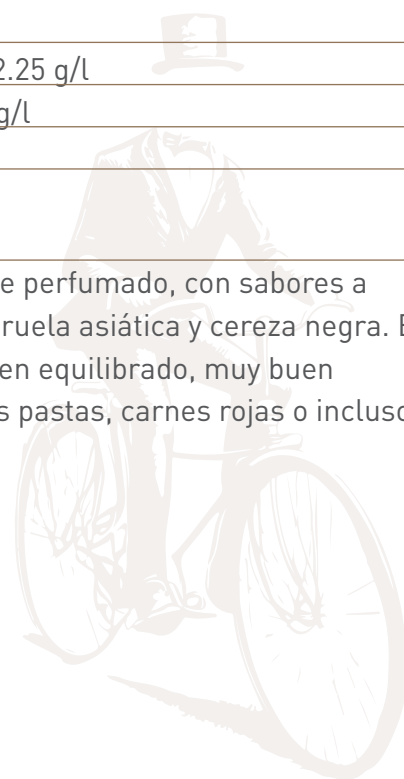 2.25 g/l
g/l
e perfumado, con sabores a
ruela asiática y cereza negra. E
en equilibrado, muy buen
s pastas, carnes rojas o incluso